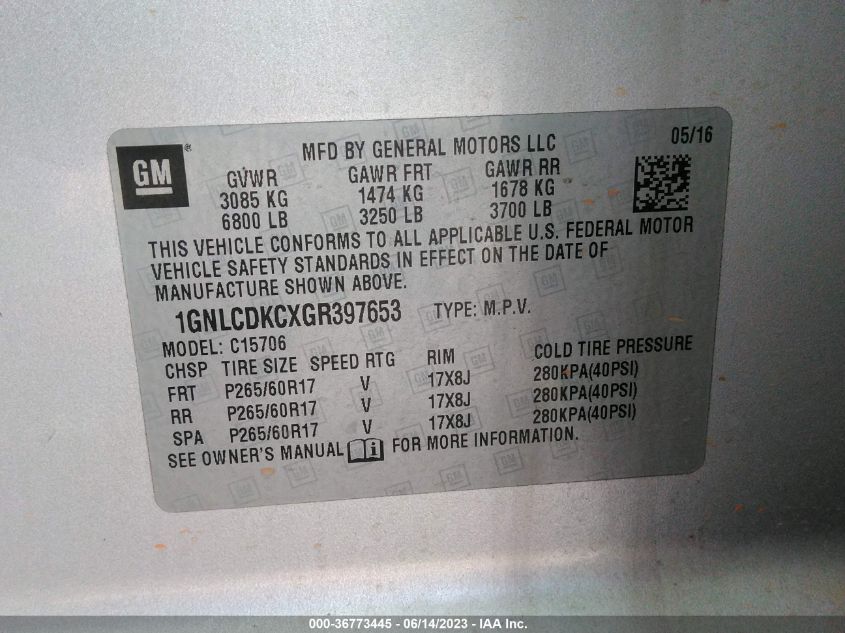 GM®
MFD BY GENERAL MOTORS LLC
05/16
GVWR GAWR FRT GAWR RR
3085 KG 1474 KG 1678 KG
6800 LB 3250 LB 3700 LB
THIS VEHICLE CONFORMS TO ALL APPLICABLE U.S. FEDERAL MOTOR
VEHICLE SAFETY STANDARDS IN EFFECT ON THE DATE OF
MANUFACTURE SHOWN ABOVE.
1GNLCDKCXGR397653 TYPE: M.P.V.
MODEL: C15706
CHSP TIRE SIZE SPEED RTG RIM COLD TIRE PRESSURE
FRT P265/60R17 V 17X8J 280KPA(40PSI)
RR P265/60R17 V 17X8J 280KPA(40PSI)
SPA P265/60R17 V 17X8J 280KPA(40PSI)
SEE OWNER'S MANUAL FOR MORE INFORMATION.
000-36773445 - 06/14/2023 - IAA Inc.